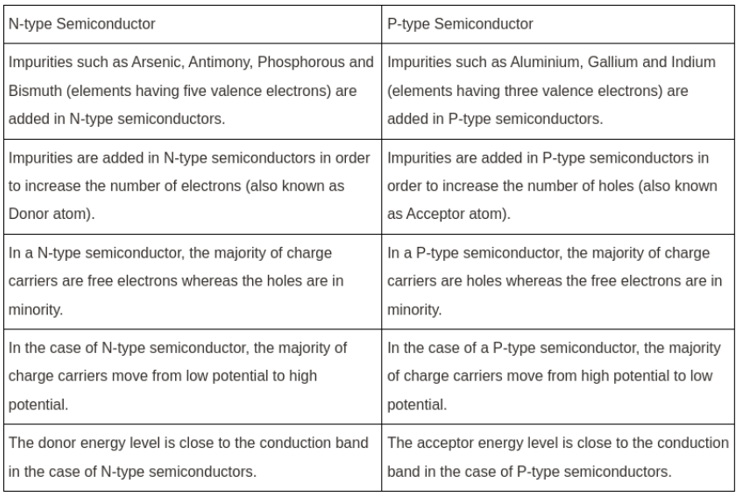 N-type Semiconductor
P-type Semiconductor
Impurities such as Arsenic, Antimony, Phosphorous and
Bismuth (elements having five valence electrons) are
added in N-type semiconductors.
Impurities such as Aluminium, Gallium and Indium
(elements having three valence electrons) are
added in P-type semiconductors.
Impurities are added in N-type semiconductors in order
to increase the number of electrons (also known as
Donor atom).
Impurities are added in P-type semiconductors in
order to increase the number of holes (also known
as Acceptor atom).
In a N-type semiconductor, the majority of charge
carriers are free electrons whereas the holes are in
minority.
In a P-type semiconductor, the majority of charge
carriers are holes whereas the free electrons are in
minority.
In the case of N-type semiconductor, the majority of
charge carriers move from low potential to high
potential.
In the case of a P-type semiconductor, the majority
of charge carriers move from high potential to low
potential.
The donor energy level is close to the conduction band
in the case of N-type semiconductors.
The acceptor energy level is close to the conduction
band in the case of P-type semiconductors.